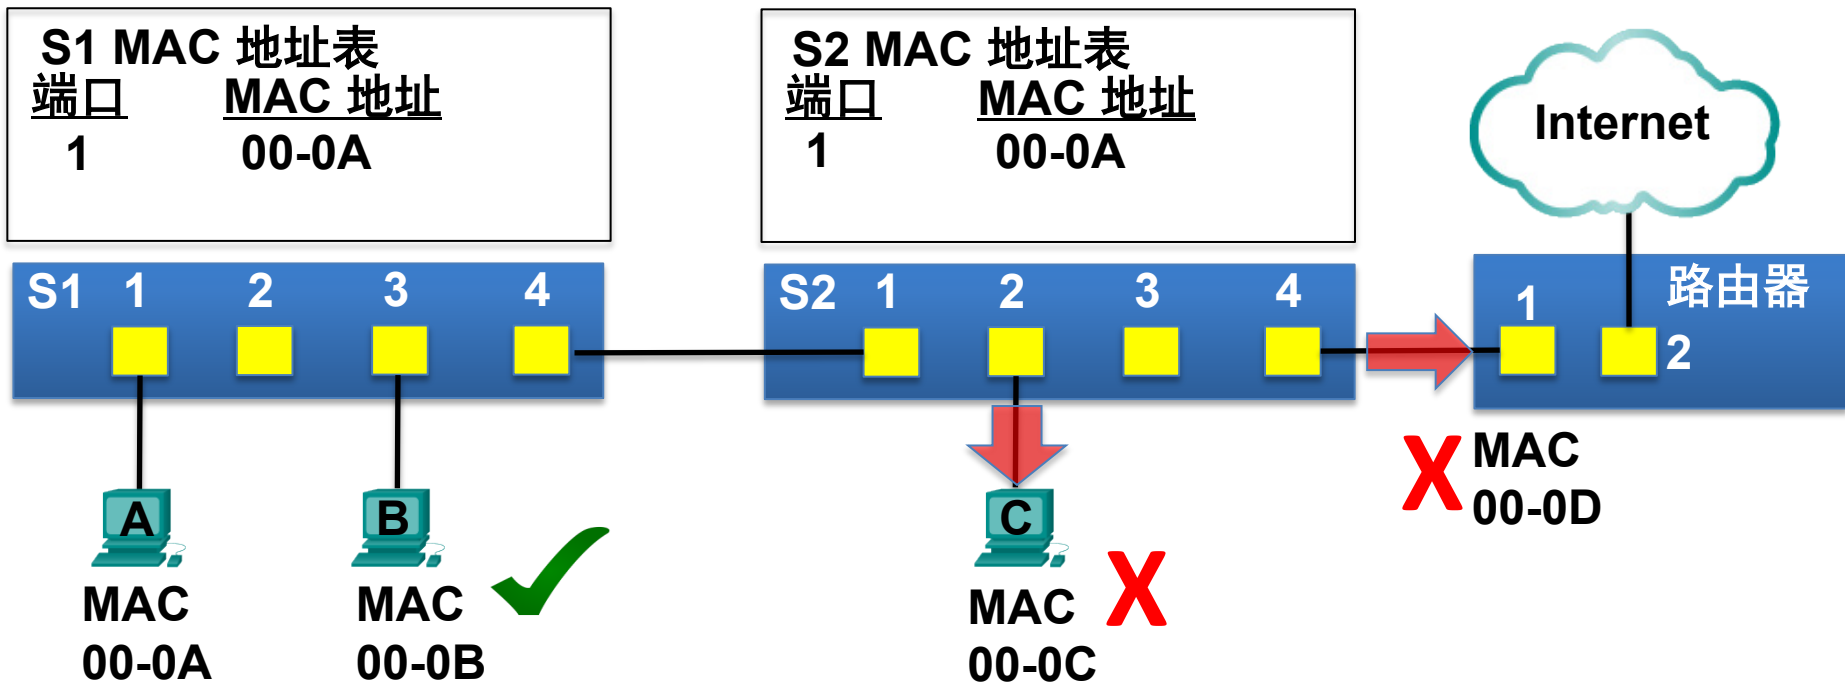 S1 MAC 地址表
端口 MAC 地址
1 00-0A
S2 MAC 地址表
端口 MAC 地址
1 00-0A
Internet
S1 1 2 3 4
S2 1 2 3 4
1 路由器
2
A
MAC
00-0A
B
MAC
00-0B
C
MAC
00-0C
X
X
MAC
00-0D